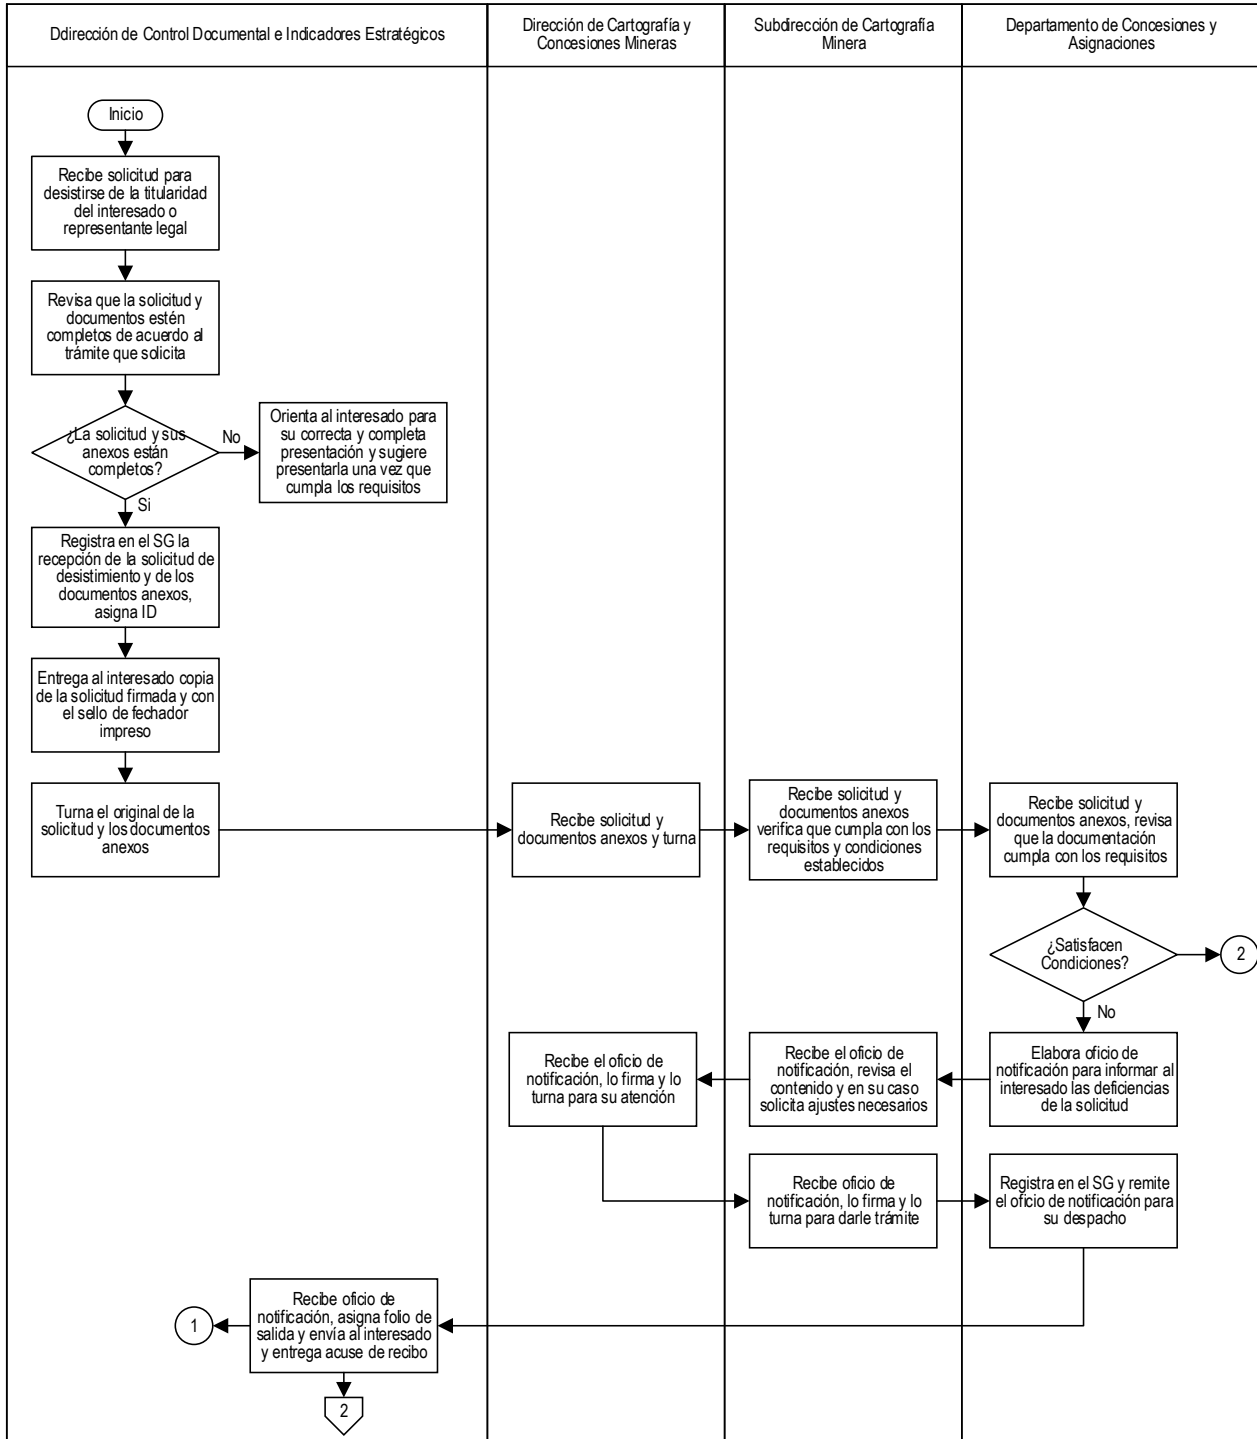 Ddirección de Control Documental e Indicadores Estratégicos
Dirección de Cartografía y
Concesiones Mineras
Subdirección de Cartografía
Minera
Departamento de Concesiones y
Asignaciones
Inicio
Recibe solicitud para
desistirse de la titularidad
del interesado o
representante legal
Revisa que la solicitud y
documentos estén
completos de acuerdo al
trámite que solicita
¿La solicitud y sus
anexos están
completos?
No
Orienta al interesado para
su correcta y completa
presentación y sugiere
presentarla una vez que
cumpla los requisitos
Si
Registra en el SG la
recepción de la solicitud de
desistimiento y de los
documentos anexos,
asigna ID
Entrega al interesado copia
de la solicitud firmada y con
el sello de fechador
impreso
Turna el original de la
solicitud y los documentos
anexos
Recibe solicitud y
documentos anexos y turna
Recibe solicitud y
documentos anexos
verifica que cumpla con los
requisitos y condiciones
establecidos
Recibe solicitud y
documentos anexos, revisa
que la documentación
cumpla con los requisitos
¿Satisfacen
Condiciones?
2
No
Elabora oficio de
notificación para informar al
interesado las deficiencias
de la solicitud
Recibe el oficio de
notificación, revisa el
contenido y en su caso
solicita ajustes necesarios
Recibe el oficio de
notificación, lo firma y lo
turna para su atención
Recibe oficio de
notificación, lo firma y lo
turna para darle trámite
Registra en el SG y remite
el oficio de notificación para
su despacho
Recibe oficio de
notificación, asigna folio de
salida y envía al interesado
y entrega acuse de recibo
1
2